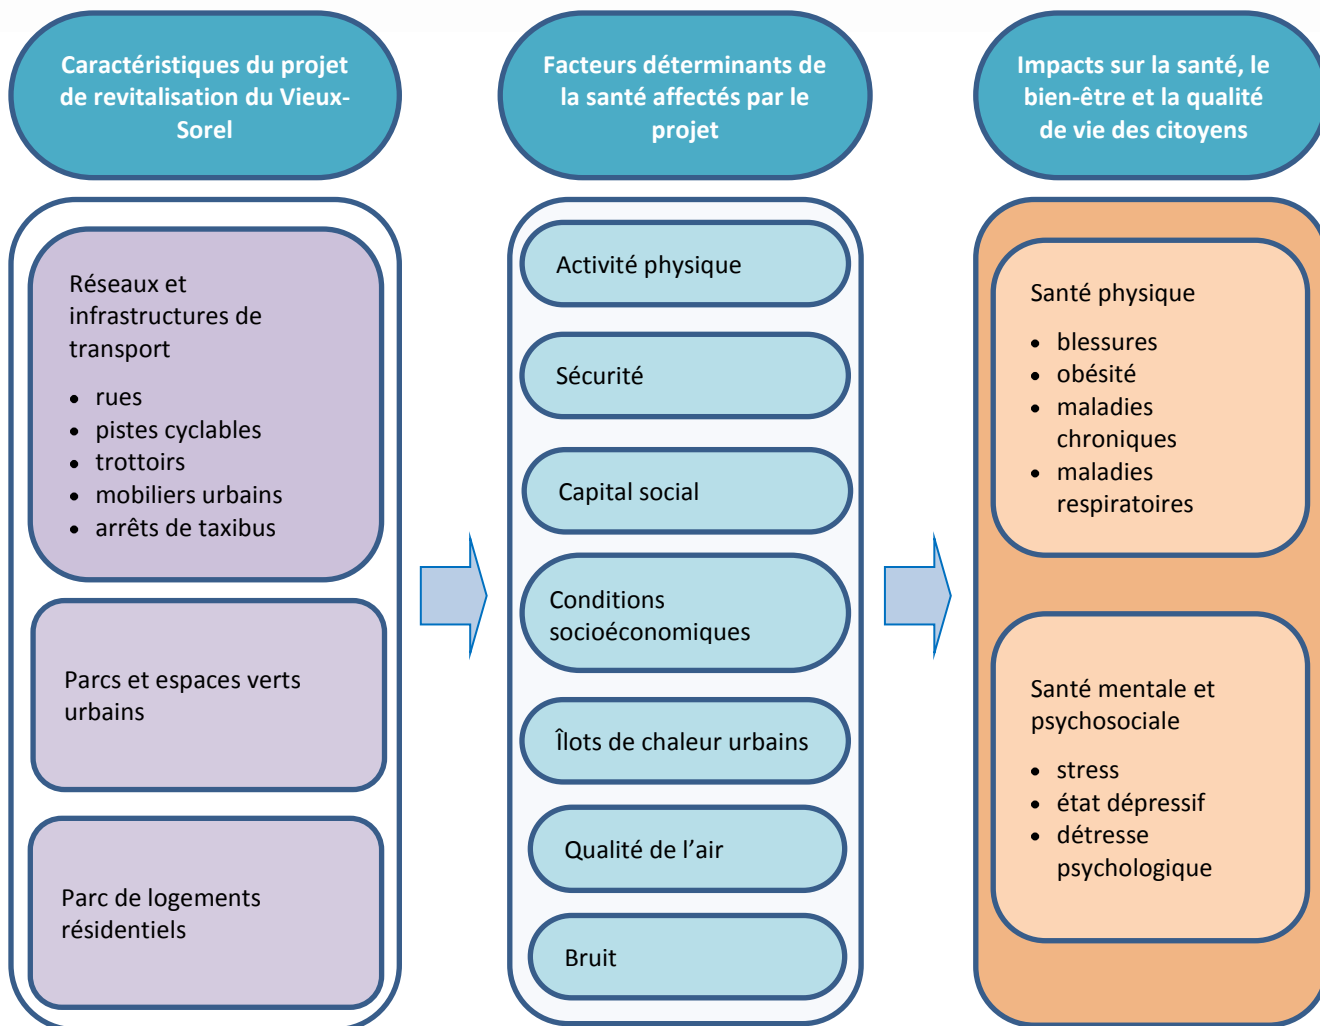 Caractéristiques du projet
de revitalisation du Vieux-
Sorel
Facteurs déterminants de
la santé affectés par le
projet
Impacts sur la santé, le
bien-être et la qualité
de vie des citoyens
Réseaux et
infrastructures de
transport
• rues
• pistes cyclables
• trottoirs
• mobiliers urbains
• arrêts de taxibus
Parcs et espaces verts
urbains
Parc de logements
résidentiels
Activité physique
Sécurité
Capital social
Conditions
socioéconomiques
Îlots de chaleur urbains
Qualité de l’air
Bruit
Santé physique
• blessures
• obésité
• maladies
chroniques
• maladies
respiratoires
Santé mentale et
psychosociale
• stress
• état dépressif
• détresse
psychologique